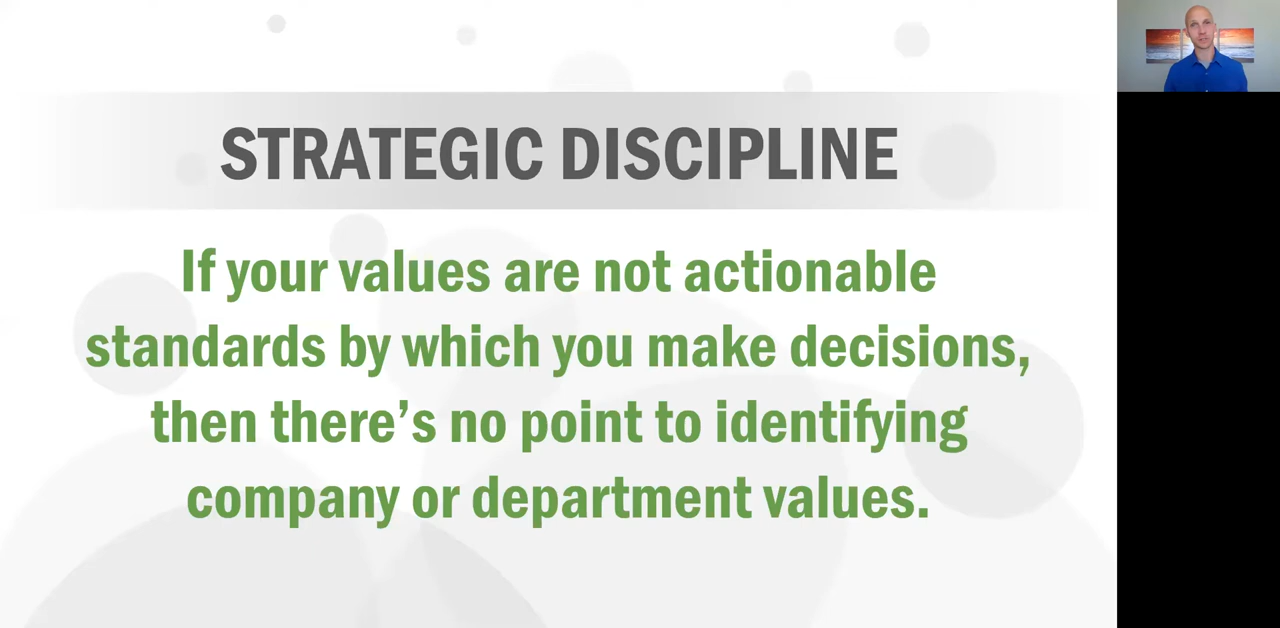 STRATEGIC DISCIPLINE
If your values are not actionable
standards by which you make decisions,
then there’s no point to identifying
company or department values.